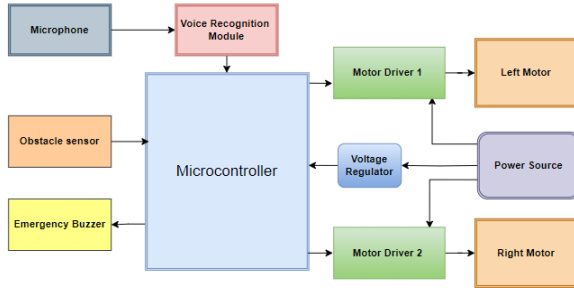 Microphone
Voice Recognition
Module
Motor Driver 1
Left Motor
Obstacle sensor
Microcontroller
Voltage
Regulator
Power Source
Emergency Buzzer
Motor Driver 2
Right Motor